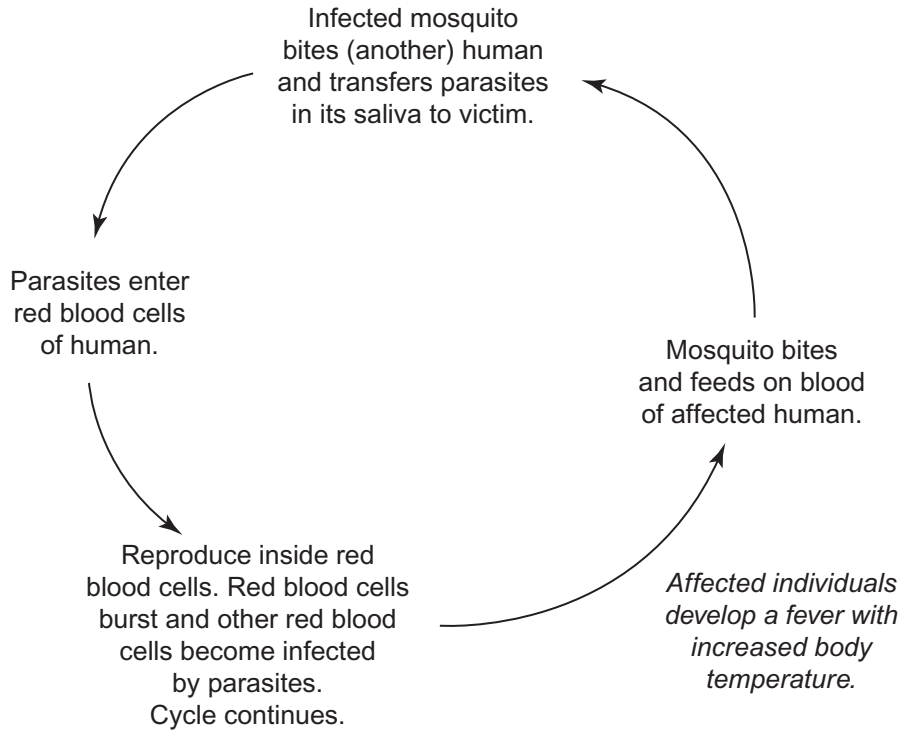 Infected mosquito
bites (another) human
and transfers parasites
in its saliva to victim.
Parasites enter
red blood cells
of human.
Reproduce inside red
blood cells. Red blood cells
burst and other red blood
cells become infected
by parasites.
Cycle continues.
Mosquito bites
and feeds on blood
of affected human.
Affected individuals
develop a fever with
increased body
temperature.